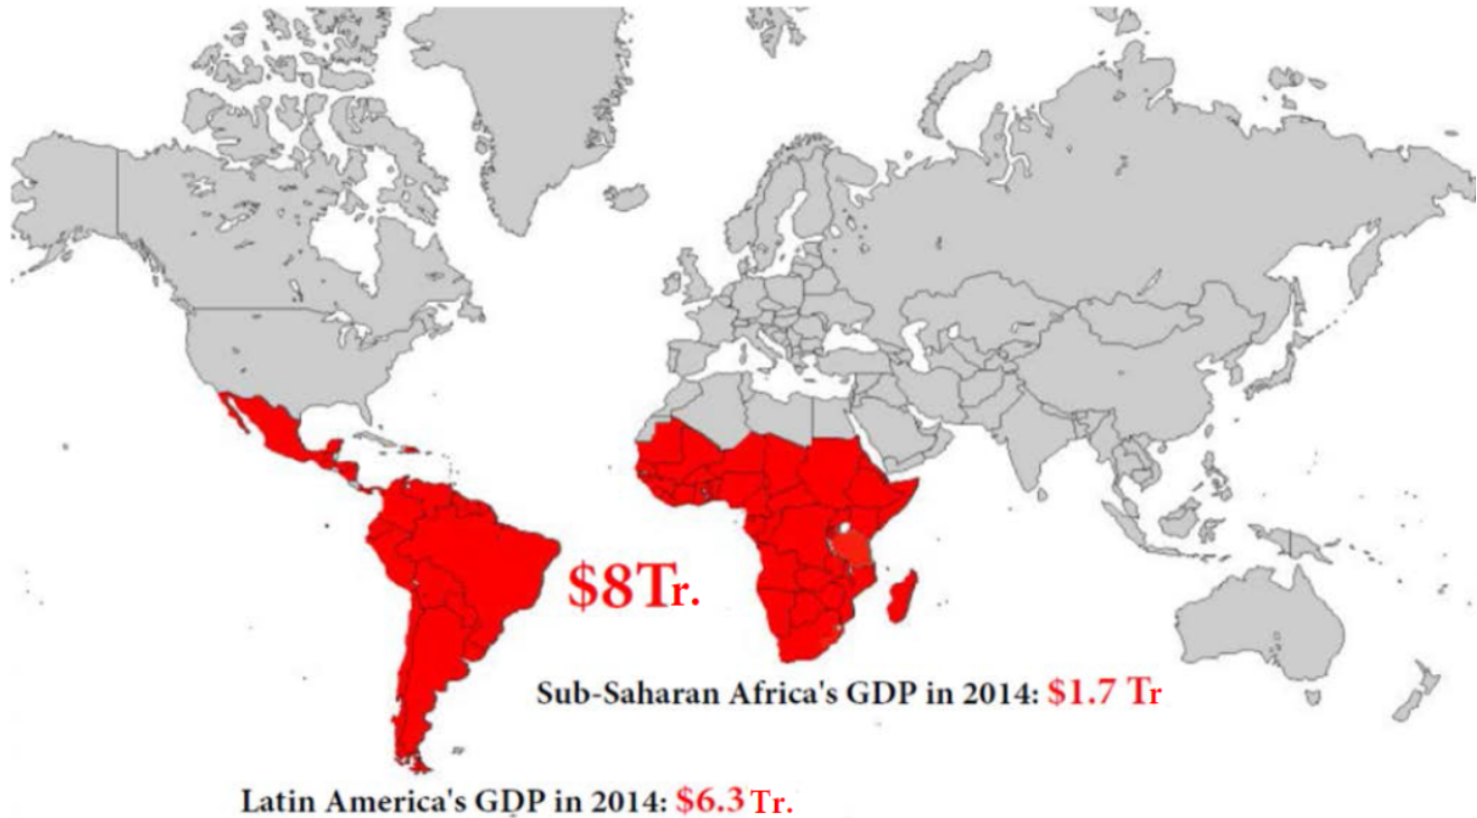 $8Tr.
Sub-Saharan Africa's GDP in 2014: $1.7 Tr
Latin America's GDP in 2014: $6.3 Tr.